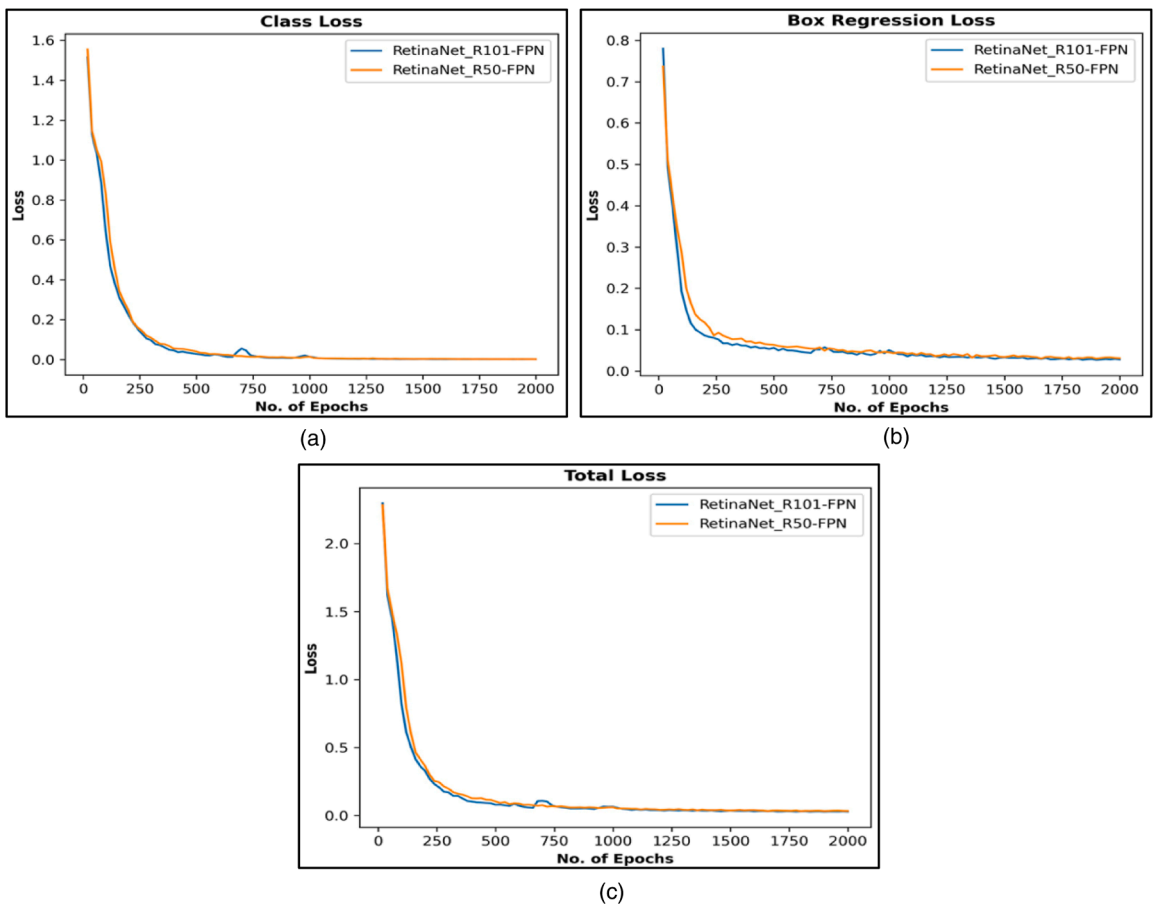 Class Loss
RetinaNet_R101-FPN
RetinaNet_R50-FPN
1.6
1.4
1.2
1.0
0.8
0.6
0.4
0.2
0.0
Loss
0 250 500 750 1000 1250 1500 1750 2000
No. of Epochs
(a)
Box Regression Loss
RetinaNet_R101-FPN
RetinaNet_R50-FPN
0.8
0.7
0.6
0.5
0.4
0.3
0.2
0.1
0.0
Loss
0 250 500 750 1000 1250 1500 1750 2000
No. of Epochs
(b)
Total Loss
RetinaNet_R101-FPN
RetinaNet_R50-FPN
2.0
1.5
1.0
0.5
0.0
Loss
0 250 500 750 1000 1250 1500 1750 2000
No. of Epochs
(c)